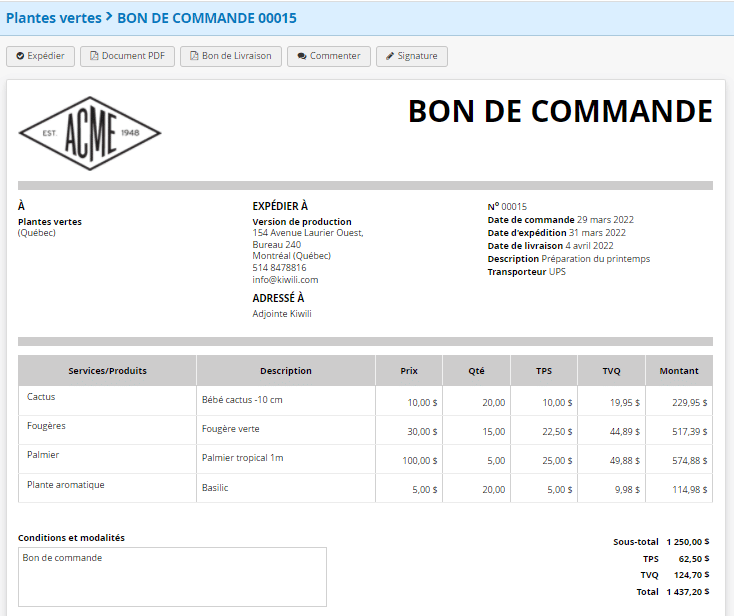 Plantes vertes > BON DE COMMANDE 00015
Expédier Document PDF Bon de Livraison Commenter Signature
EST. ACME 1948
BON DE COMMANDE
À
Plantes vertes
(Québec)
EXPÉDIER À
Version de production
154 Avenue Laurier Ouest,
Bureau 240
Montréal (Québec)
514 8478816
info@kiwili.com
ADRESSÉ À
Adjointe Kiwili
N° 00015
Date de commande 29 mars 2022
Date d'expédition 31 mars 2022
Date de livraison 4 avril 2022
Description Préparation du printemps
Transporteur UPS
Services/Produits Description Prix Qté TPS TVQ Montant
Cactus Bébé cactus -10 cm 10,00 $ 20,00 10,00 $ 19,95 $ 229,95 $
Fougères Fougère verte 30,00 $ 15,00 22,50 $ 44,89 $ 517,39 $
Palmier Palmier tropical 1m 100,00 $ 5,00 25,00 $ 49,88 $ 574,88 $
Plante aromatique Basilic 5,00 $ 20,00 5,00 $ 9,98 $ 114,98 $
Conditions et modalités
Bon de commande
Sous-total 1 250,00 $
TPS 62,50 $
TVQ 124,70 $
Total 1 437,20 $